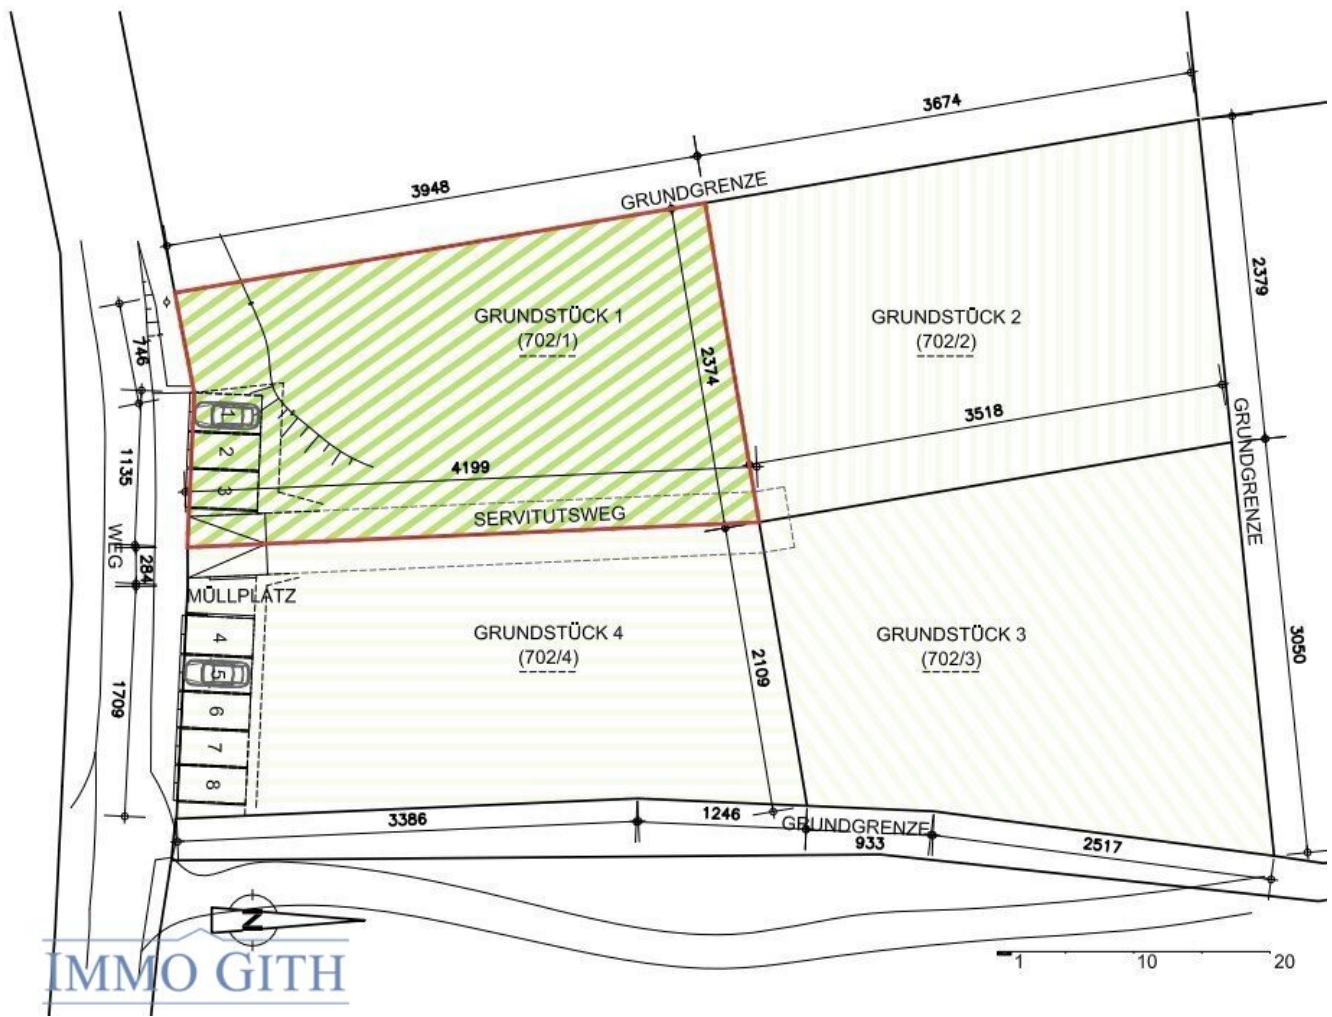 3674
3948
GRUNDGRENZE
2379
GRUNDSTÜCK 1
(702/1)
GRUNDSTÜCK 2
(702/2)
746
2374
3518
1
2
3
4199
1135
GRUNDGRENZE
SERVITUTSWEG
WEG
284
MÜLLPLATZ
GRUNDSTÜCK 4
(702/4)
GRUNDSTÜCK 3
(702/3)
3050
4
5
6
7
8
2109
1709
3386
1246
GRUNDGRENZE
933
2517
N
IMMO GITH
1 10 20